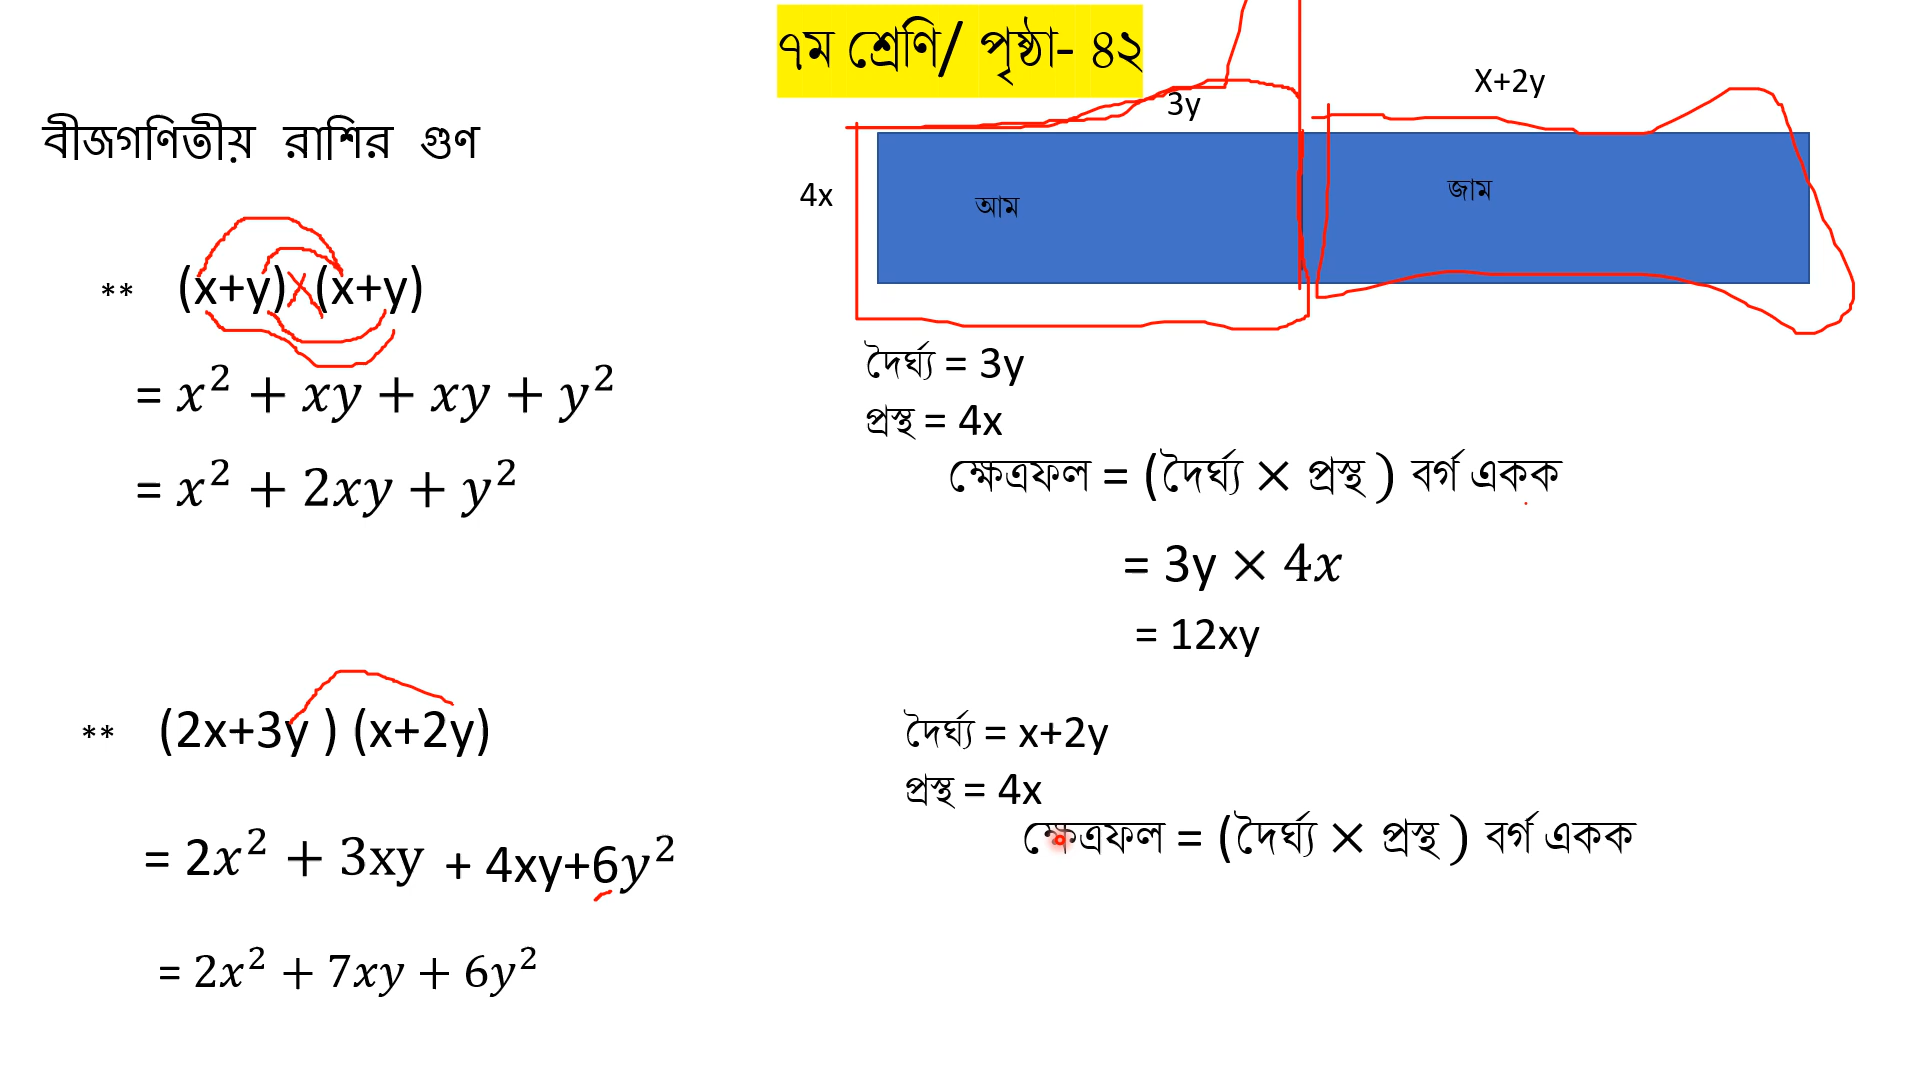 ৭ম শ্রেণি/ পৃষ্ঠা- ৪২
বীজগণিতীয় রাশির গুণ
** (x+y) (x+y)
= x² + xy + xy + y²
= x² + 2xy + y²
** (2x+3y ) (x+2y)
= 2x² + 3xy + 4xy+6y²
= 2x² + 7xy + 6y²
3y
X+2y
4x
আম
জাম
দৈর্ঘ্য = 3y
প্রস্থ = 4x
ক্ষেত্রফল = (দৈর্ঘ্য × প্রস্থ ) বর্গ একক
= 3y × 4x
= 12xy
দৈর্ঘ্য = x+2y
প্রস্থ = 4x
ক্ষেত্রফল = (দৈর্ঘ্য × প্রস্থ ) বর্গ একক